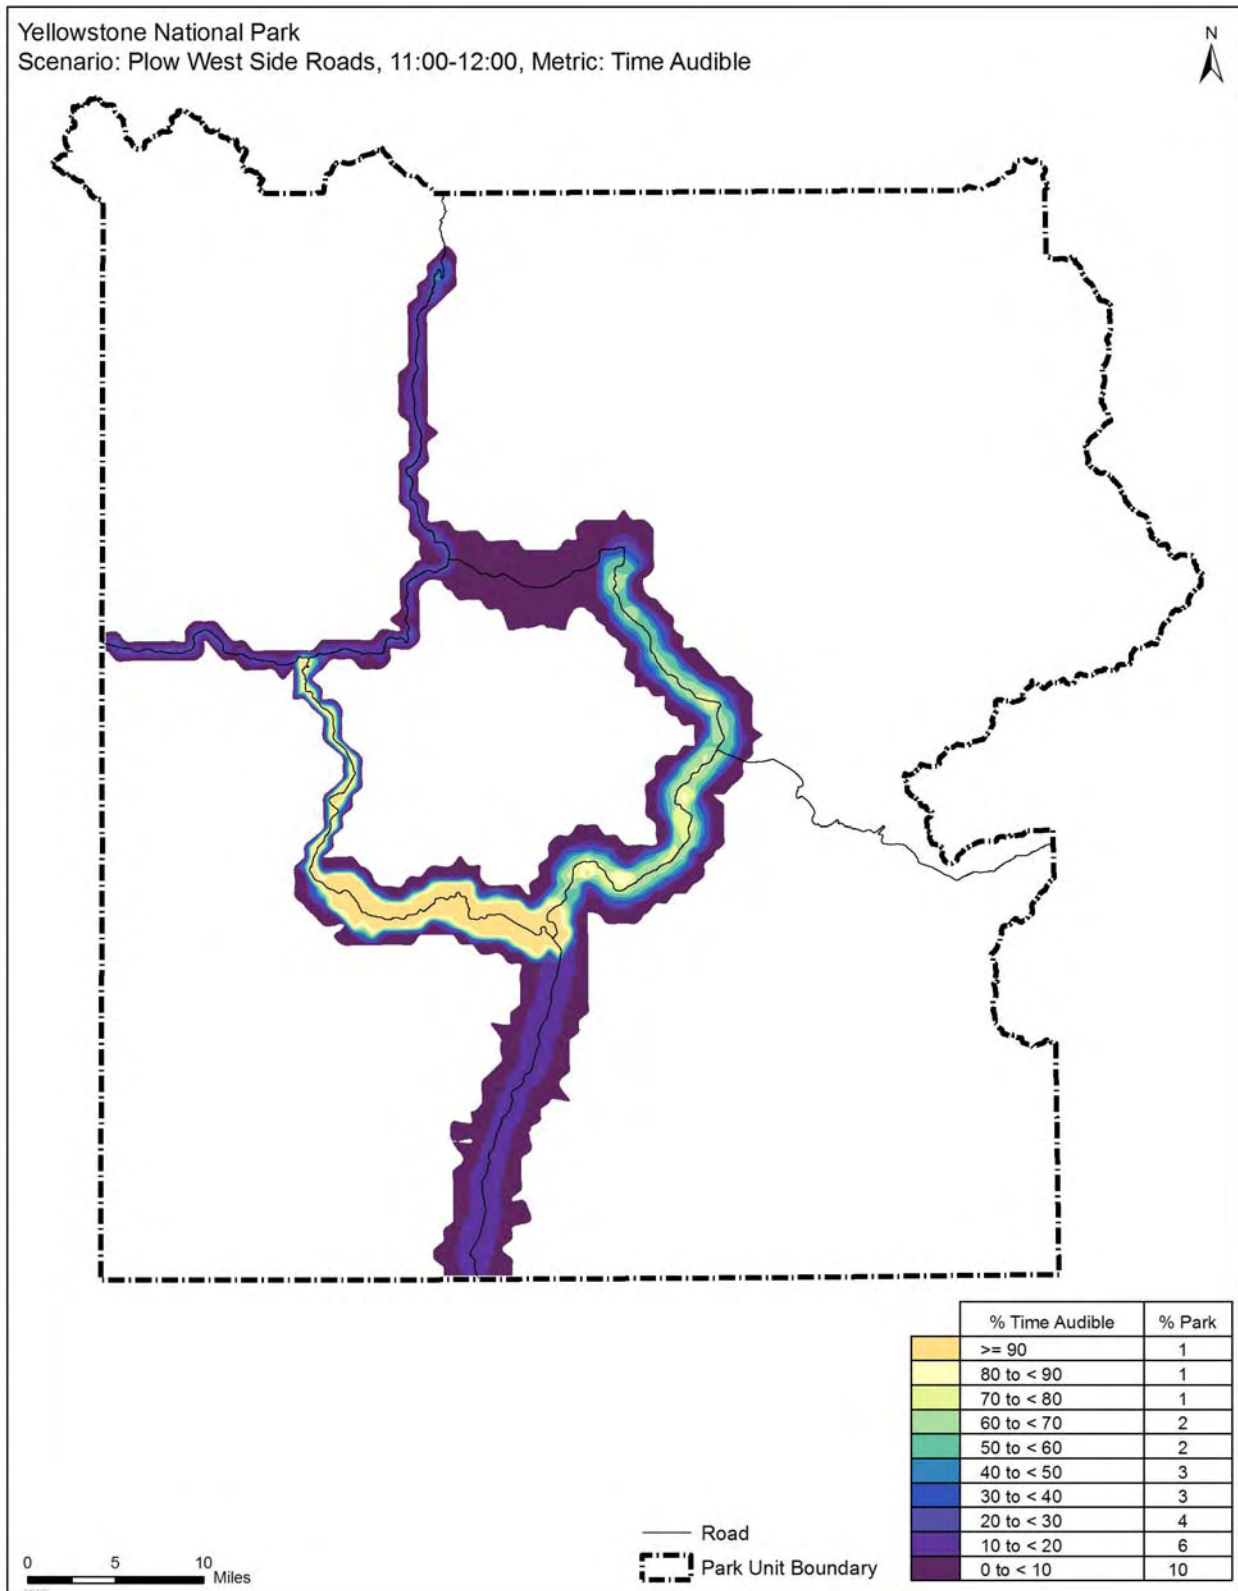 Yellowstone National Park
Scenario: Plow West Side Roads, 11:00-12:00, Metric: Time Audible
N
% Time Audible % Park
>= 90 1
80 to < 90 1
70 to < 80 1
60 to < 70 2
50 to < 60 2
40 to < 50 3
30 to < 40 3
20 to < 30 4
10 to < 20 6
0 to < 10 10
Road
Park Unit Boundary
0 5 10
Miles